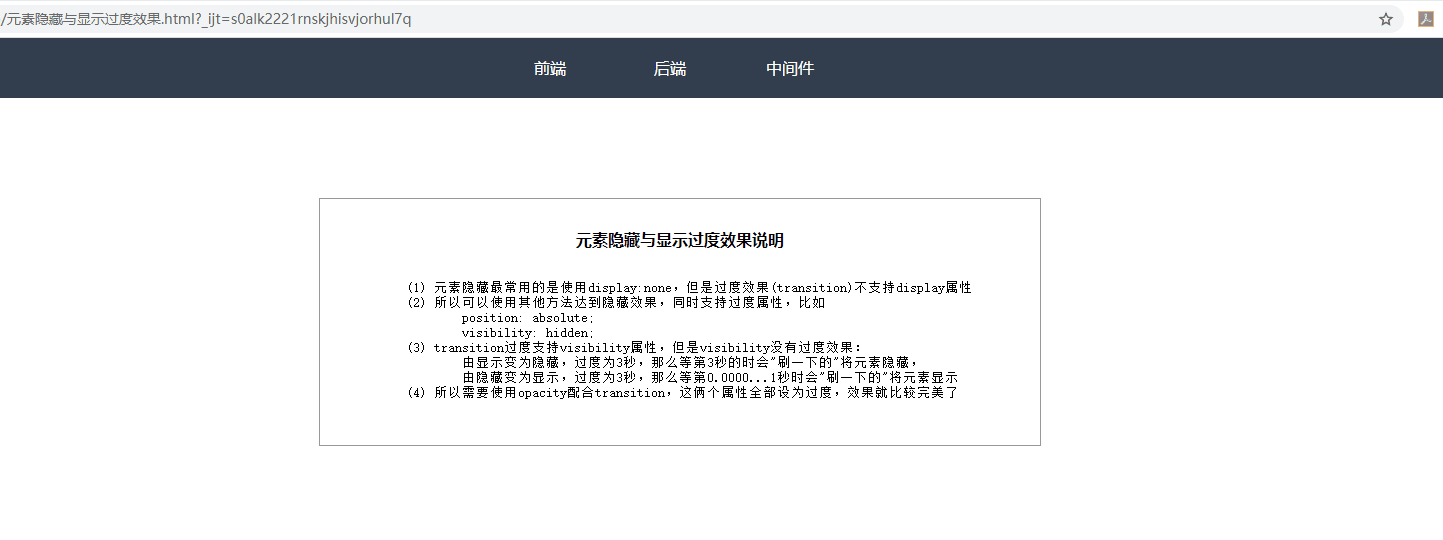 /元素隐藏与显示过度效果.html?_ijt=s0alk2221rnskjhisvjorhul7q
前端 后端 中间件
元素隐藏与显示过度效果说明
(1) 元素隐藏最常用的是使用display:none，但是过度效果(transition)不支持display属性
(2) 所以可以使用其他方法达到隐藏效果，同时支持过度属性，比如
position: absolute;
visibility: hidden;
(3) transition过度支持visibility属性，但是visibility没有过度效果：
由显示变为隐藏，过度为3秒，那么等第3秒的时会"刷一下的"将元素隐藏，
由隐藏变为显示，过度为3秒，那么等第0.0000...1秒时会"刷一下的"将元素显示
(4) 所以需要使用opacity配合transition，这俩个属性全部设为过度，效果就比较完美了